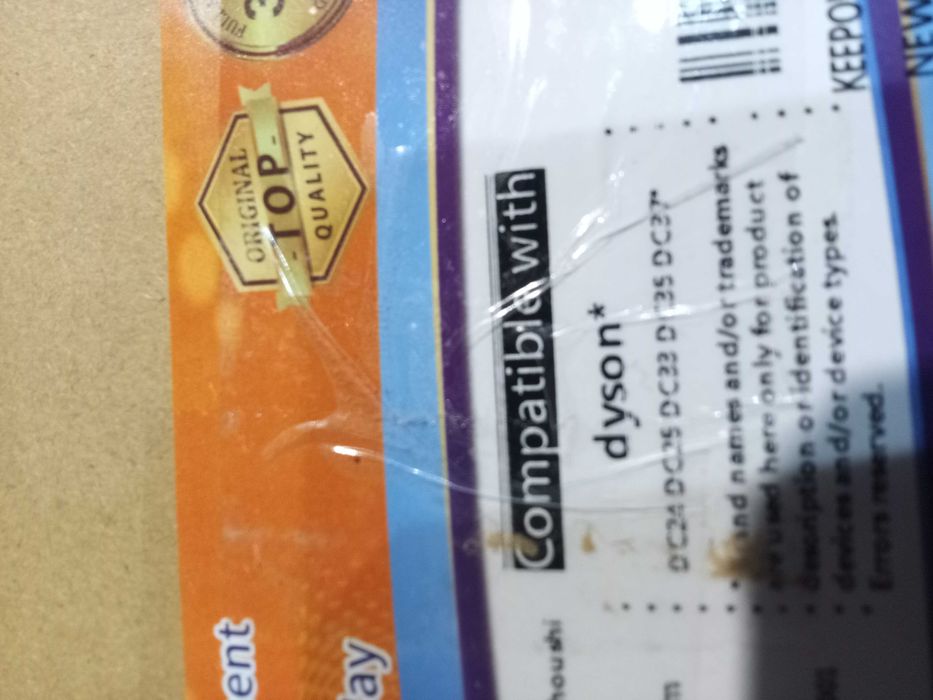 ORIGINAL
- TOP -
QUALITY
ent
ay
Compatible with
dyson*
DC24 DC25 DC33 DC35 DC37*
and names and/or trademarks
used here only for product
description or identification of
devices and/or device types.
Errors reserved.
KEEPO
NEW
houshi